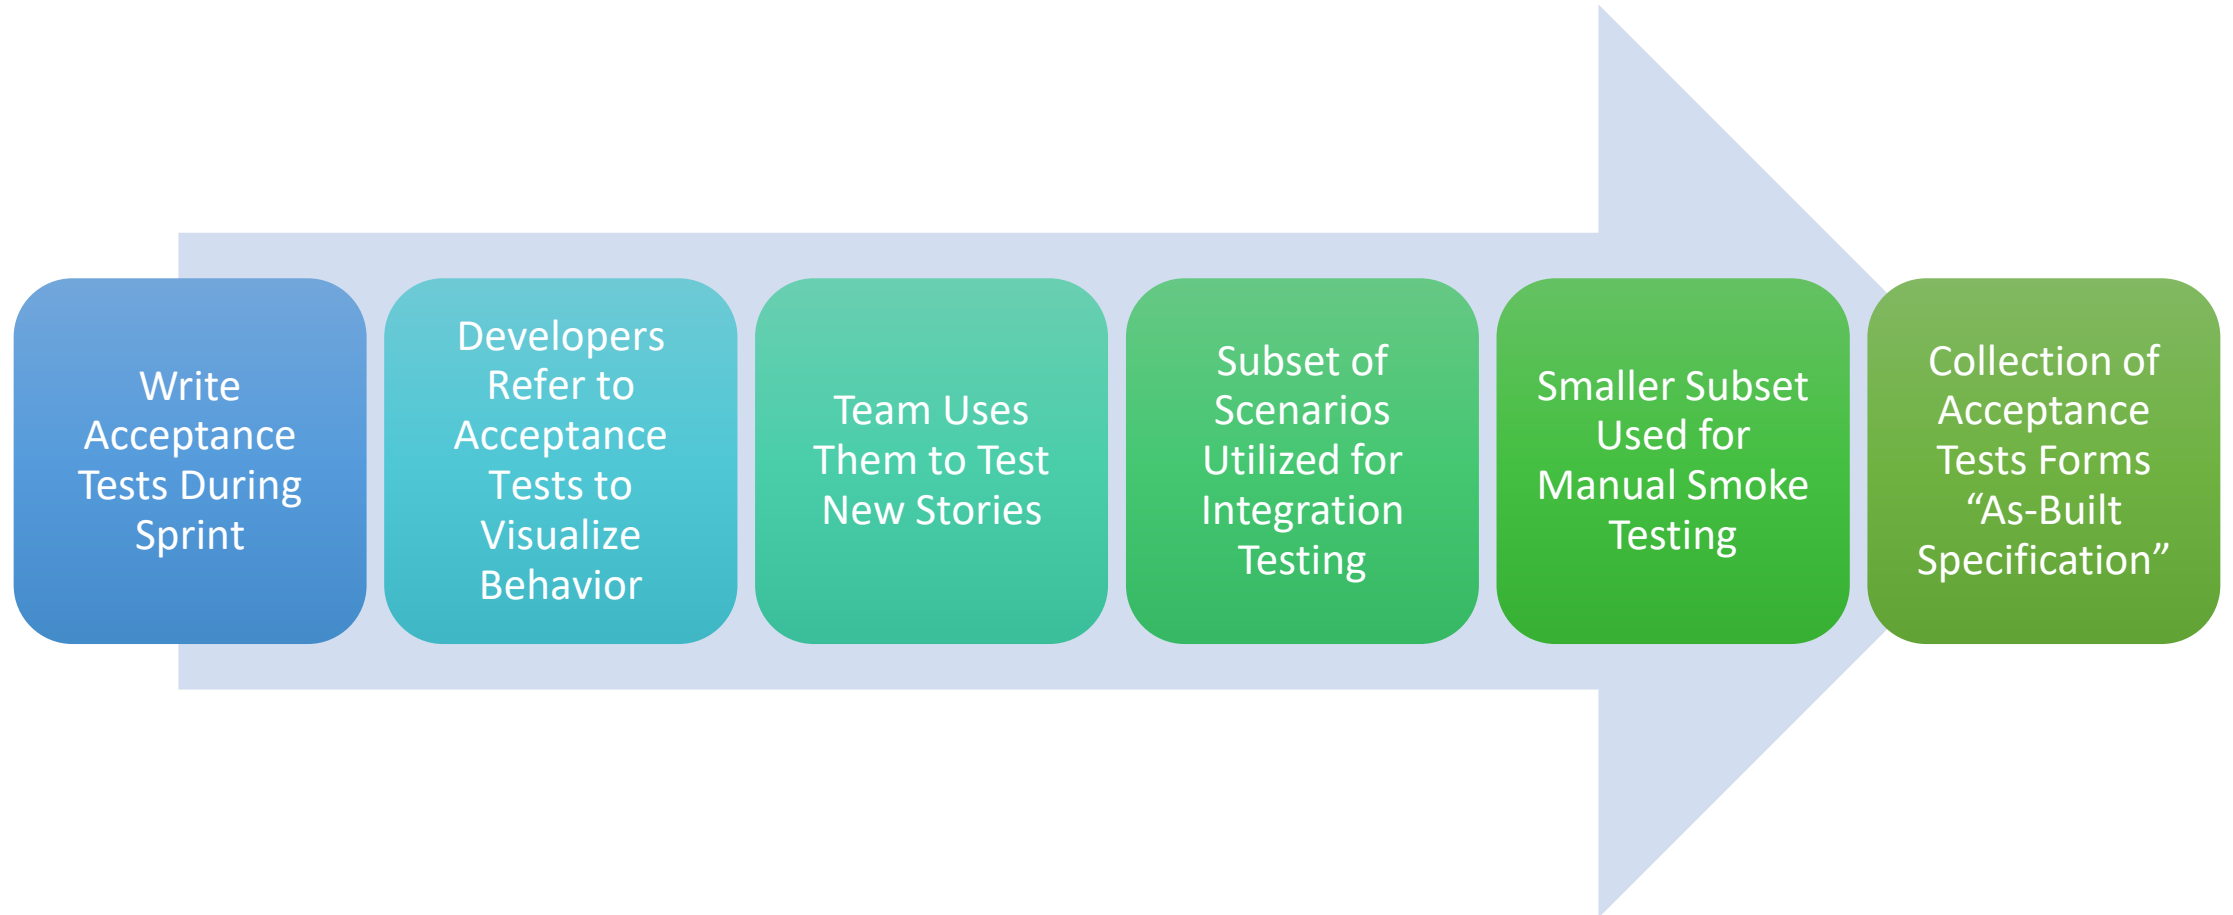 Write
Acceptance
Tests During
Sprint
Developers
Refer to
Acceptance
Tests to
Visualize
Behavior
Team Uses
Them to Test
New Stories
Subset of
Scenarios
Utilized for
Integration
Testing
Smaller Subset
Used for
Manual Smoke
Testing
Collection of
Acceptance
Tests Forms
“As-Built
Specification”